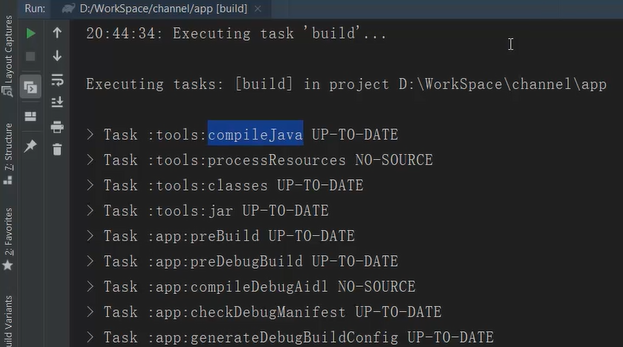 Run: D:/WorkSpace/channel/app [build] ×
20:44:34: Executing task 'build'...
Executing tasks: [build] in project D:\WorkSpace\channel\app
> Task :tools:compileJava UP-TO-DATE
> Task :tools:processResources NO-SOURCE
> Task :tools:classes UP-TO-DATE
> Task :tools:jar UP-TO-DATE
> Task :app:preBuild UP-TO-DATE
> Task :app:preDebugBuild UP-TO-DATE
> Task :app:compileDebugAidl NO-SOURCE
> Task :app:checkDebugManifest UP-TO-DATE
> Task :app:generateDebugBuildConfig UP-TO-DATE
Layout Captures
7: Structure
2: Favorites
Build Variants